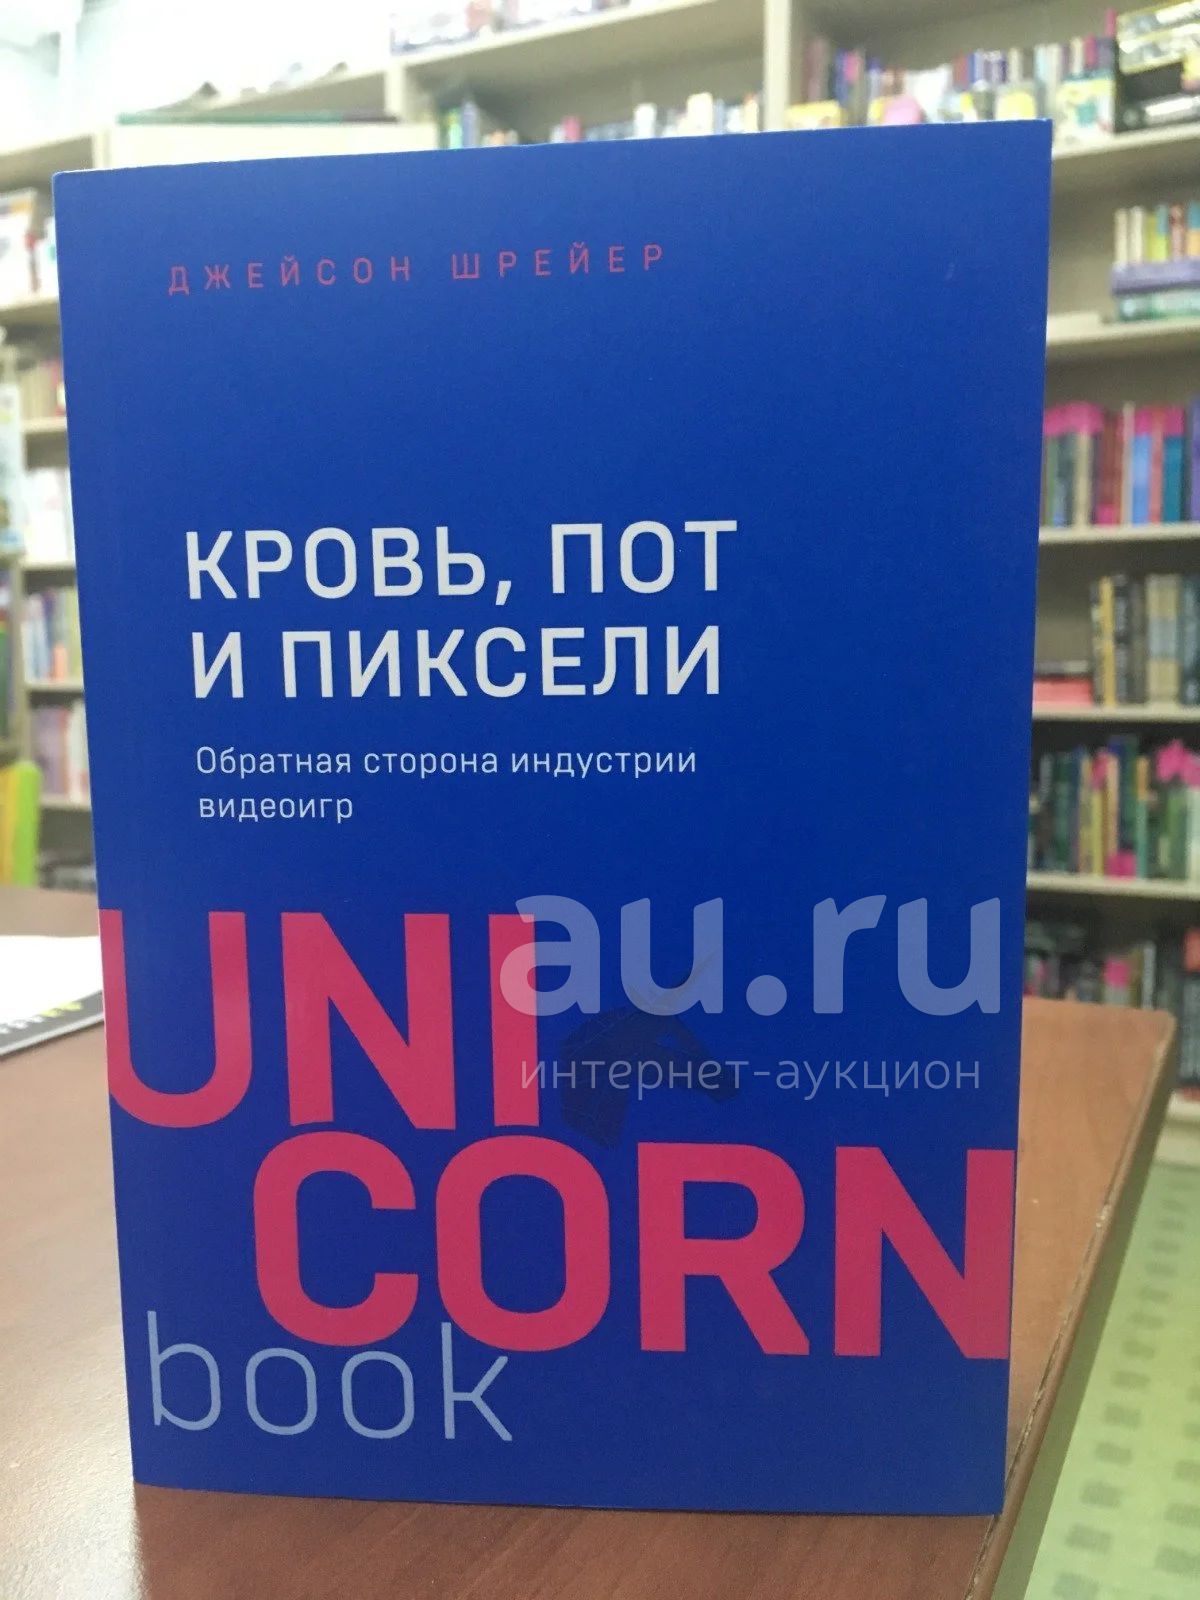 ДЖЕЙСОН ШРЕЙЕР
КРОВЬ, ПОТ
И ПИКСЕЛИ
Обратная сторона индустрии
видеоигр
UNI
CORN
book
au.ru
интернет-аукцион